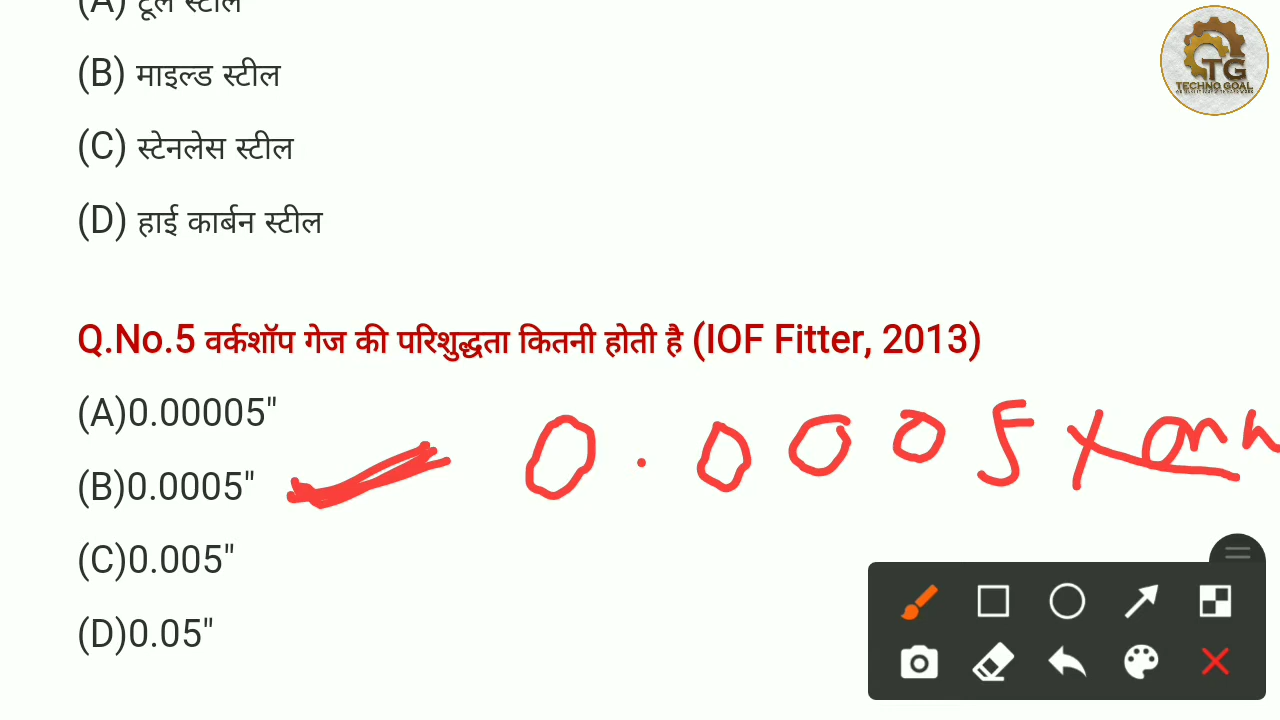 (A) टूल स्टील
(B) माइल्ड स्टील
(C) स्टेनलेस स्टील
(D) हाई कार्बन स्टील
TG
TECHNO GOAL
Q.No.5 वर्कशॉप गेज की परिशुद्धता कितनी होती है (IOF Fitter, 2013)
(A)0.00005"
(B)0.0005"
0.0005
(C)0.005"
(D)0.05"